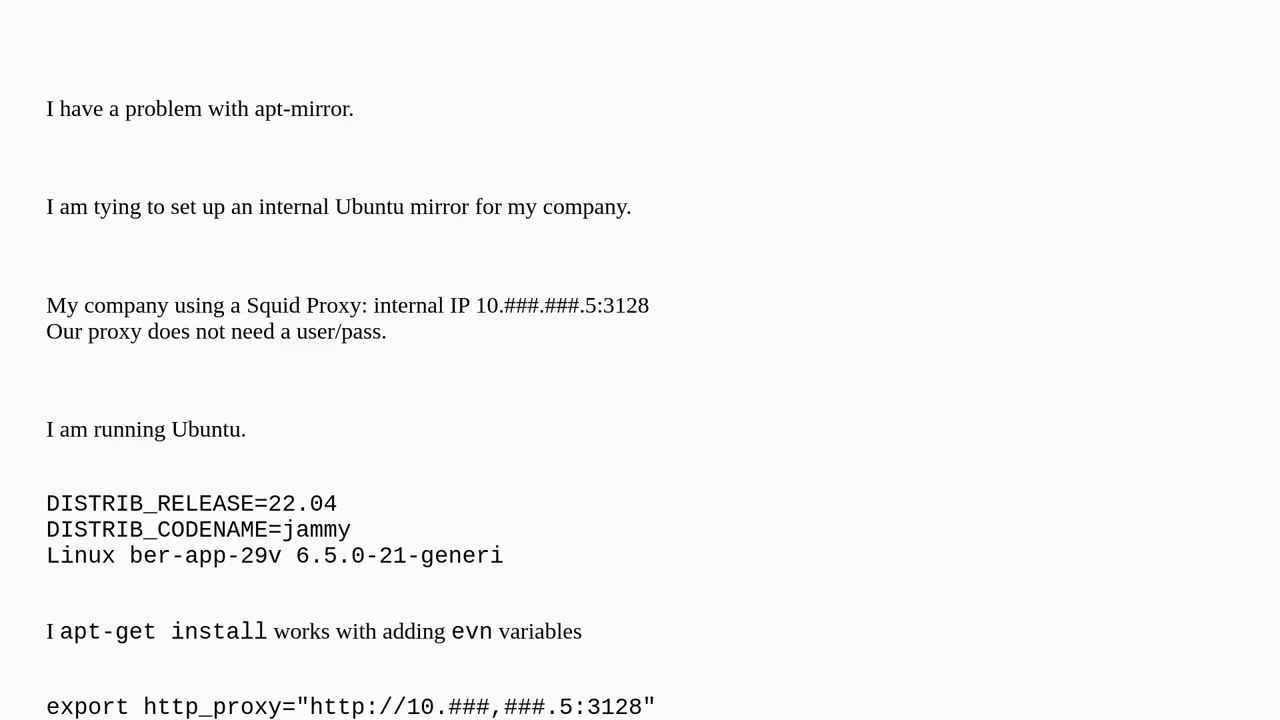 I have a problem with apt-mirror.
I am tying to set up an internal Ubuntu mirror for my company.
My company using a Squid Proxy: internal IP 10.###.###.5:3128
Our proxy does not need a user/pass.
I am running Ubuntu.
DISTRIB_RELEASE=22.04
DISTRIB_CODENAME=jammy
Linux ber-app-29v 6.5.0-21-generi
I apt-get install works with adding evn variables
export http_proxy="http://10.###,###.5:3128"